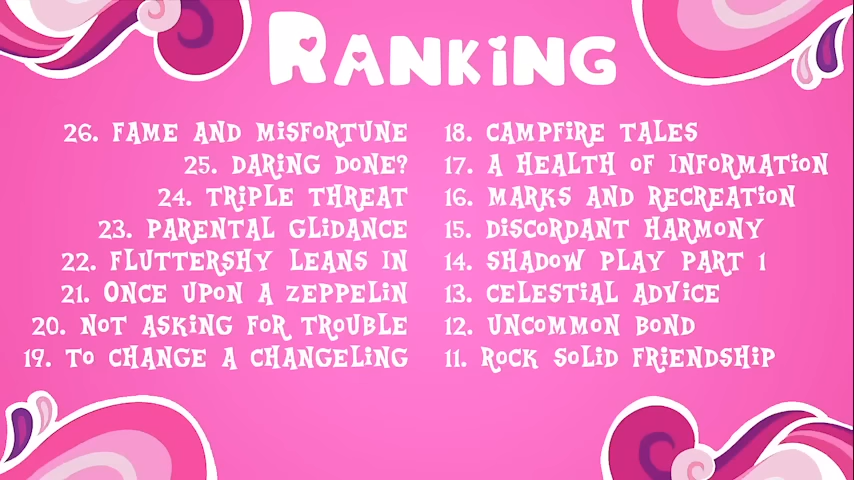 RANKING
26. FAME AND MISFORTUNE
25. DARING DONE?
24. TRIPLE THREAT
23. PARENTAL GLIDANCE
22. FLUTTERSHY LEANS IN
21. ONCE UPON A ZEPPELIN
20. NOT ASKING FOR TROUBLE
19. TO CHANGE A CHANGELING
18. CAMPFIRE TALES
17. A HEALTH OF INFORMATION
16. MARKS AND RECREATION
15. DISCORDANT HARMONY
14. SHADOW PLAY PART 1
13. CELESTIAL ADVICE
12. UNCOMMON BOND
11. ROCK SOLID FRIENDSHIP